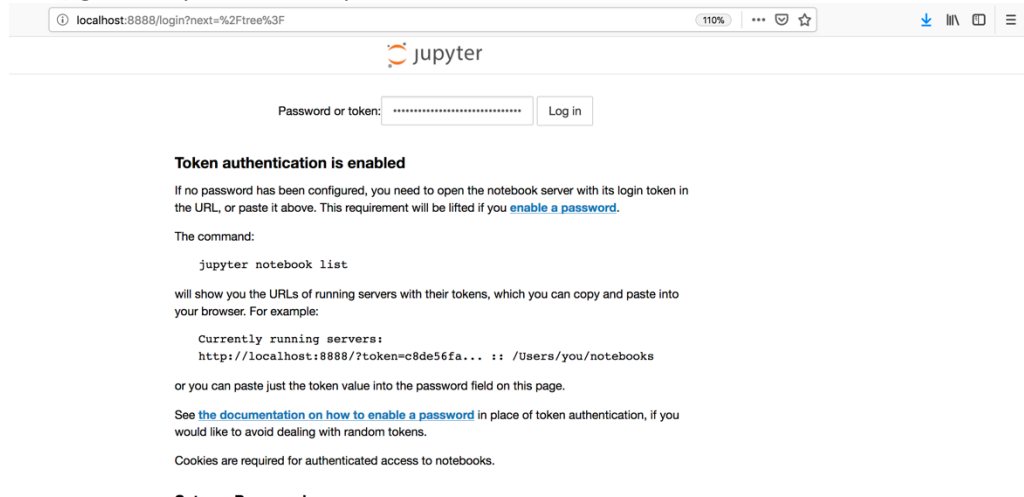 localhost:8888/login?next=%2Ftree%3F
110%
jupyter
Password or token:
Log in
Token authentication is enabled
If no password has been configured, you need to open the notebook server with its login token in
the URL, or paste it above. This requirement will be lifted if you enable a password.
The command:
jupyter notebook list
will show you the URLs of running servers with their tokens, which you can copy and paste into
your browser. For example:
Currently running servers:
http://localhost:8888/?token=c8de56fa... :: /Users/you/notebooks
or you can paste just the token value into the password field on this page.
See the documentation on how to enable a password in place of token authentication, if you
would like to avoid dealing with random tokens.
Cookies are required for authenticated access to notebooks.